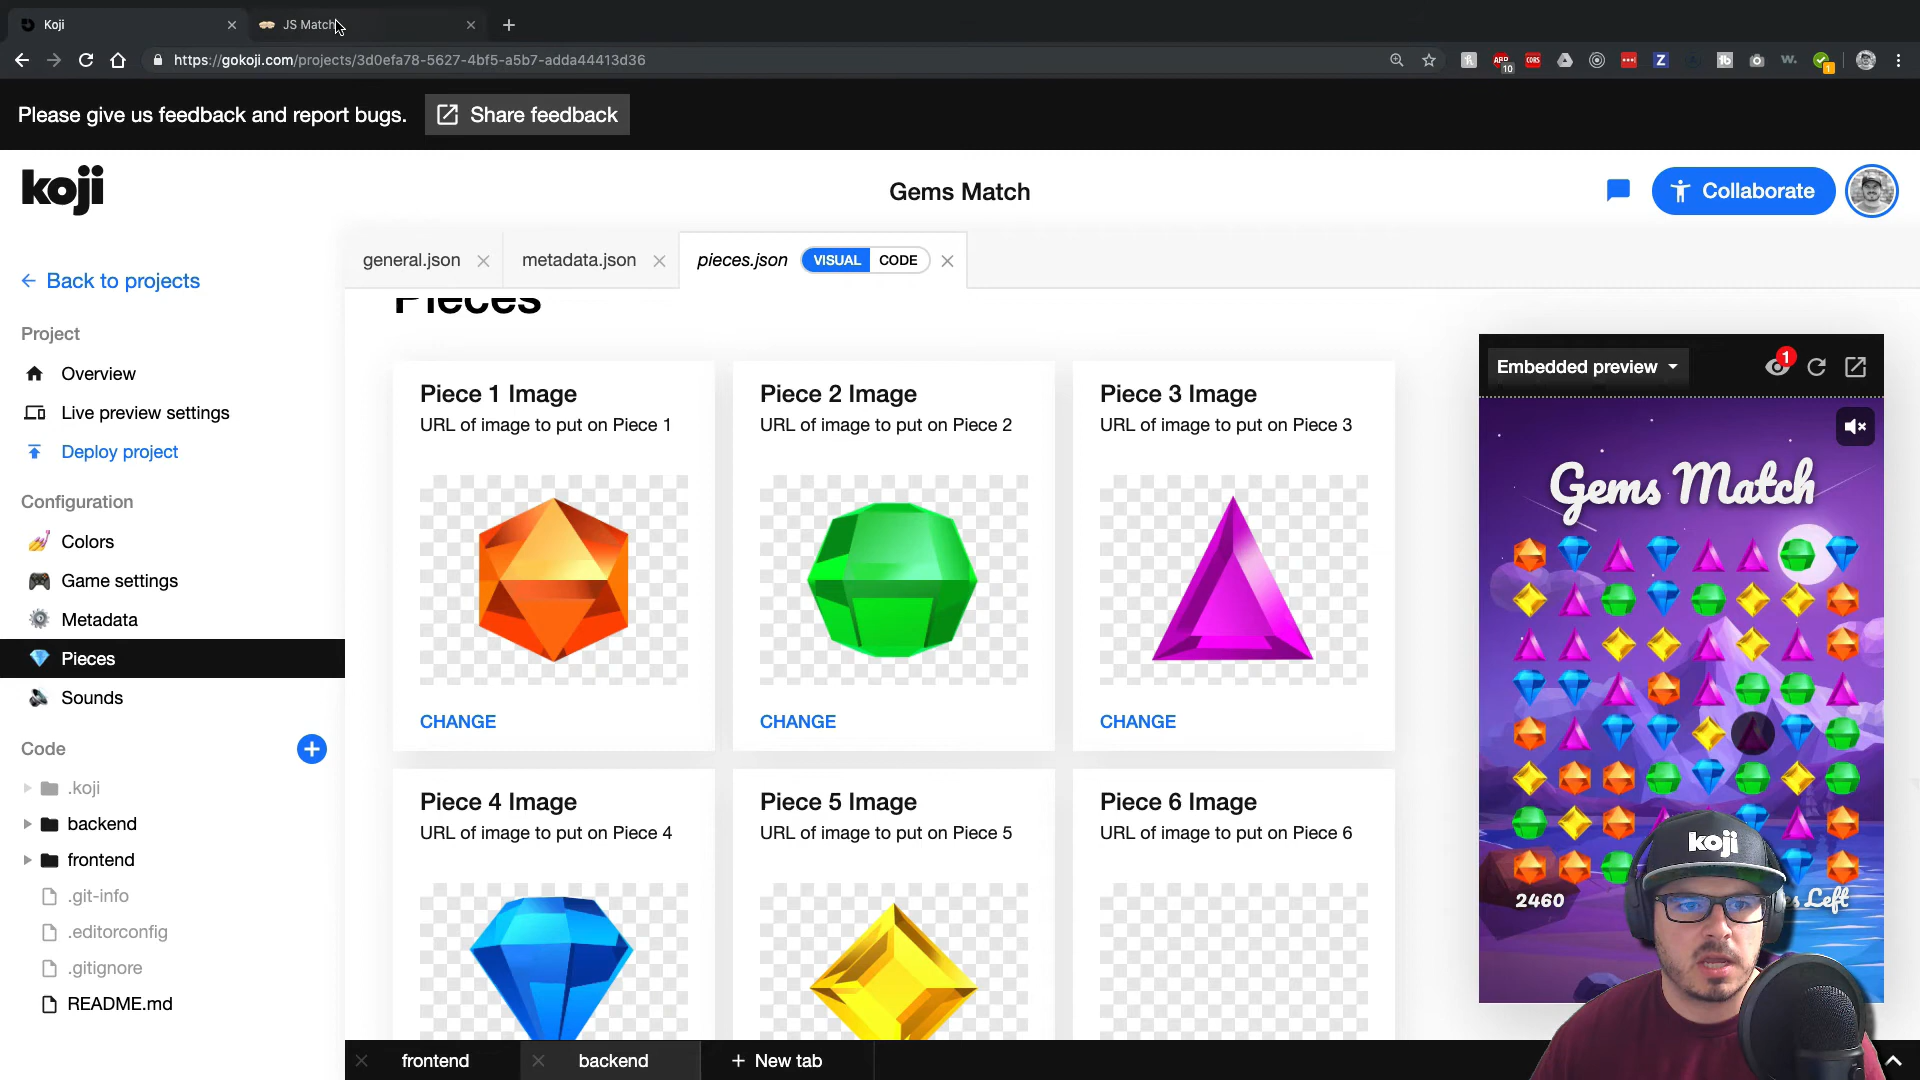 Koji
JS Match
https://gokoji.com/projects/3d0efa78-5627-4bf5-a5b7-adda44413d36
Please give us feedback and report bugs.
Share feedback
koji
Gems Match
Collaborate
general.json
metadata.json
pieces.json
VISUAL
CODE
Back to projects
Project
Overview
Live preview settings
Deploy project
Configuration
Colors
Game settings
Metadata
Pieces
Sounds
Code
.koji
backend
frontend
.git-info
.editorconfig
.gitignore
README.md
Pieces
Piece 1 Image
URL of image to put on Piece 1
CHANGE
Piece 2 Image
URL of image to put on Piece 2
CHANGE
Piece 3 Image
URL of image to put on Piece 3
CHANGE
Piece 4 Image
URL of image to put on Piece 4
Piece 5 Image
URL of image to put on Piece 5
Piece 6 Image
URL of image to put on Piece 6
Embedded preview
1
Gems Match
2460
Left
koji
frontend
backend
+ New tab